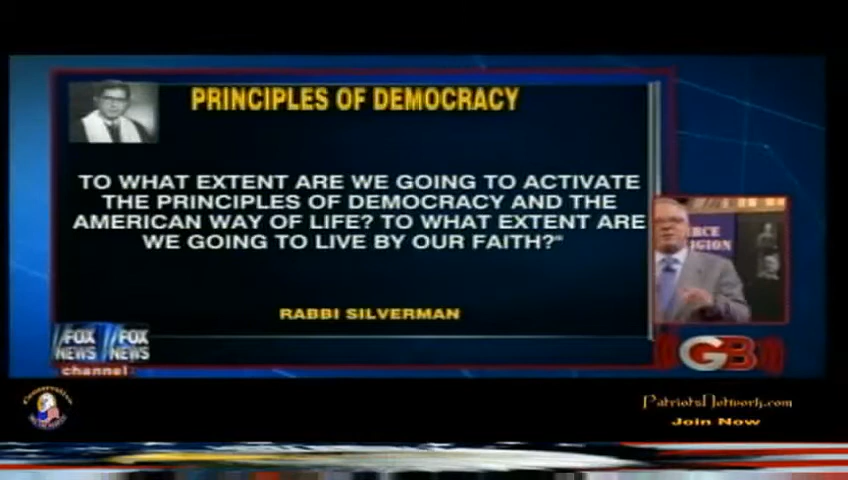 PRINCIPLES OF DEMOCRACY
TO WHAT EXTENT ARE WE GOING TO ACTIVATE
THE PRINCIPLES OF DEMOCRACY AND THE
AMERICAN WAY OF LIFE? TO WHAT EXTENT ARE
WE GOING TO LIVE BY OUR FAITH?"
RABBI SILVERMAN
FOX NEWS
FOX NEWS
channel
GB
PatriotsNetwork.com
Join Now